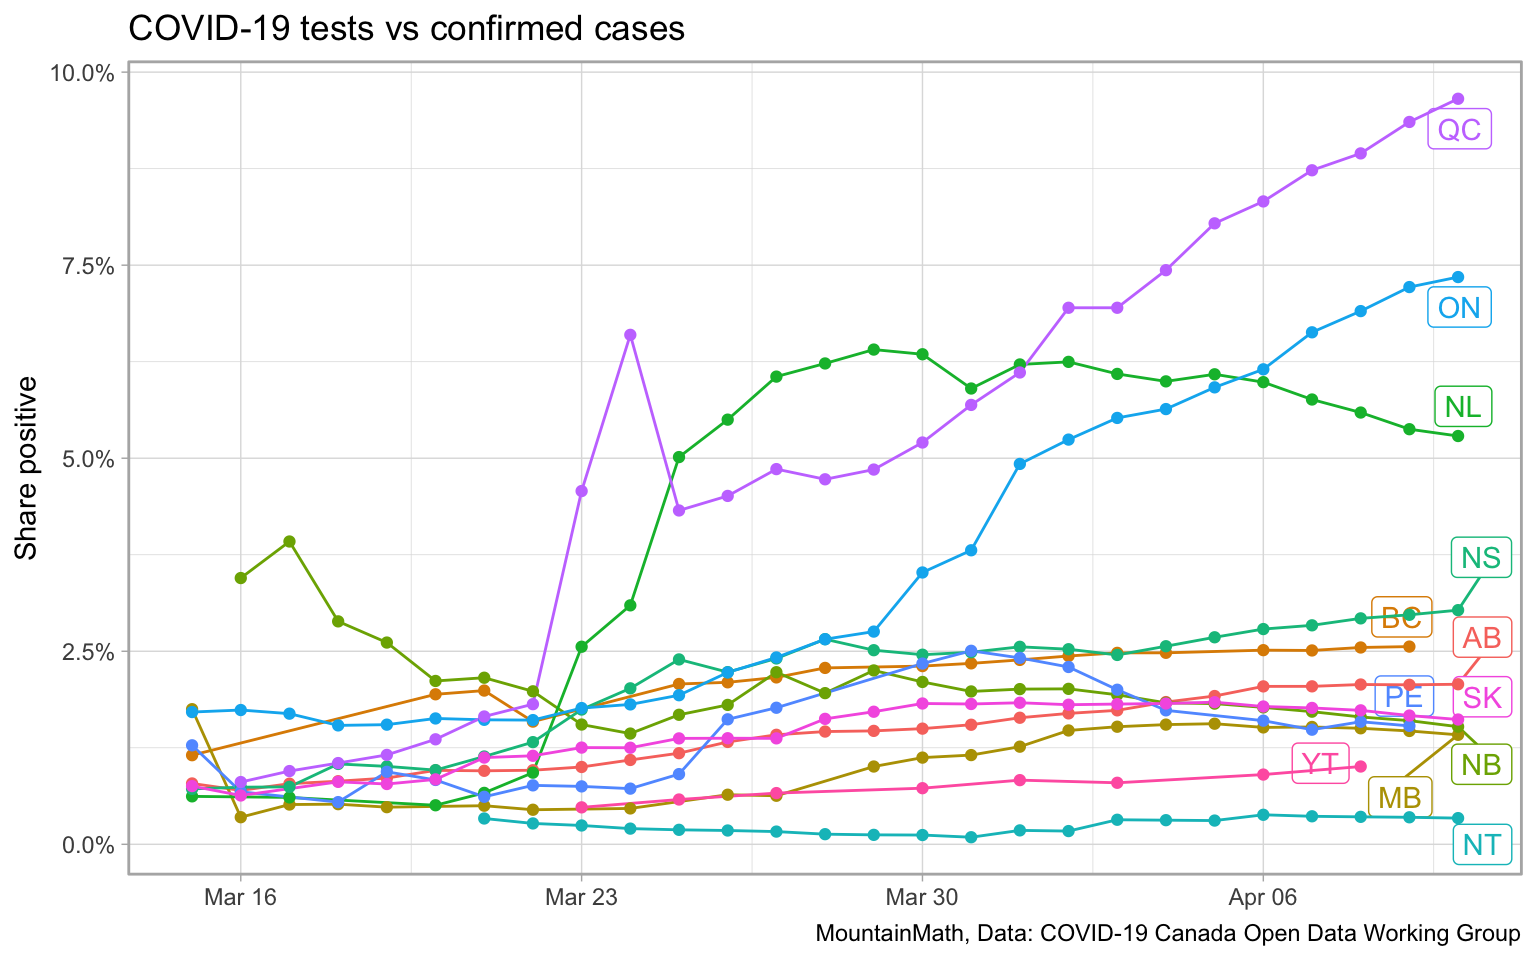 COVID-19 tests vs confirmed cases
Share positive
10.0%
7.5%
5.0%
2.5%
0.0%
QC
ON
NL
NS
BC
AB
PE
SK
YT
NB
MB
NT
Mar 16
Mar 23
Mar 30
Apr 06
MountainMath, Data: COVID-19 Canada Open Data Working Group